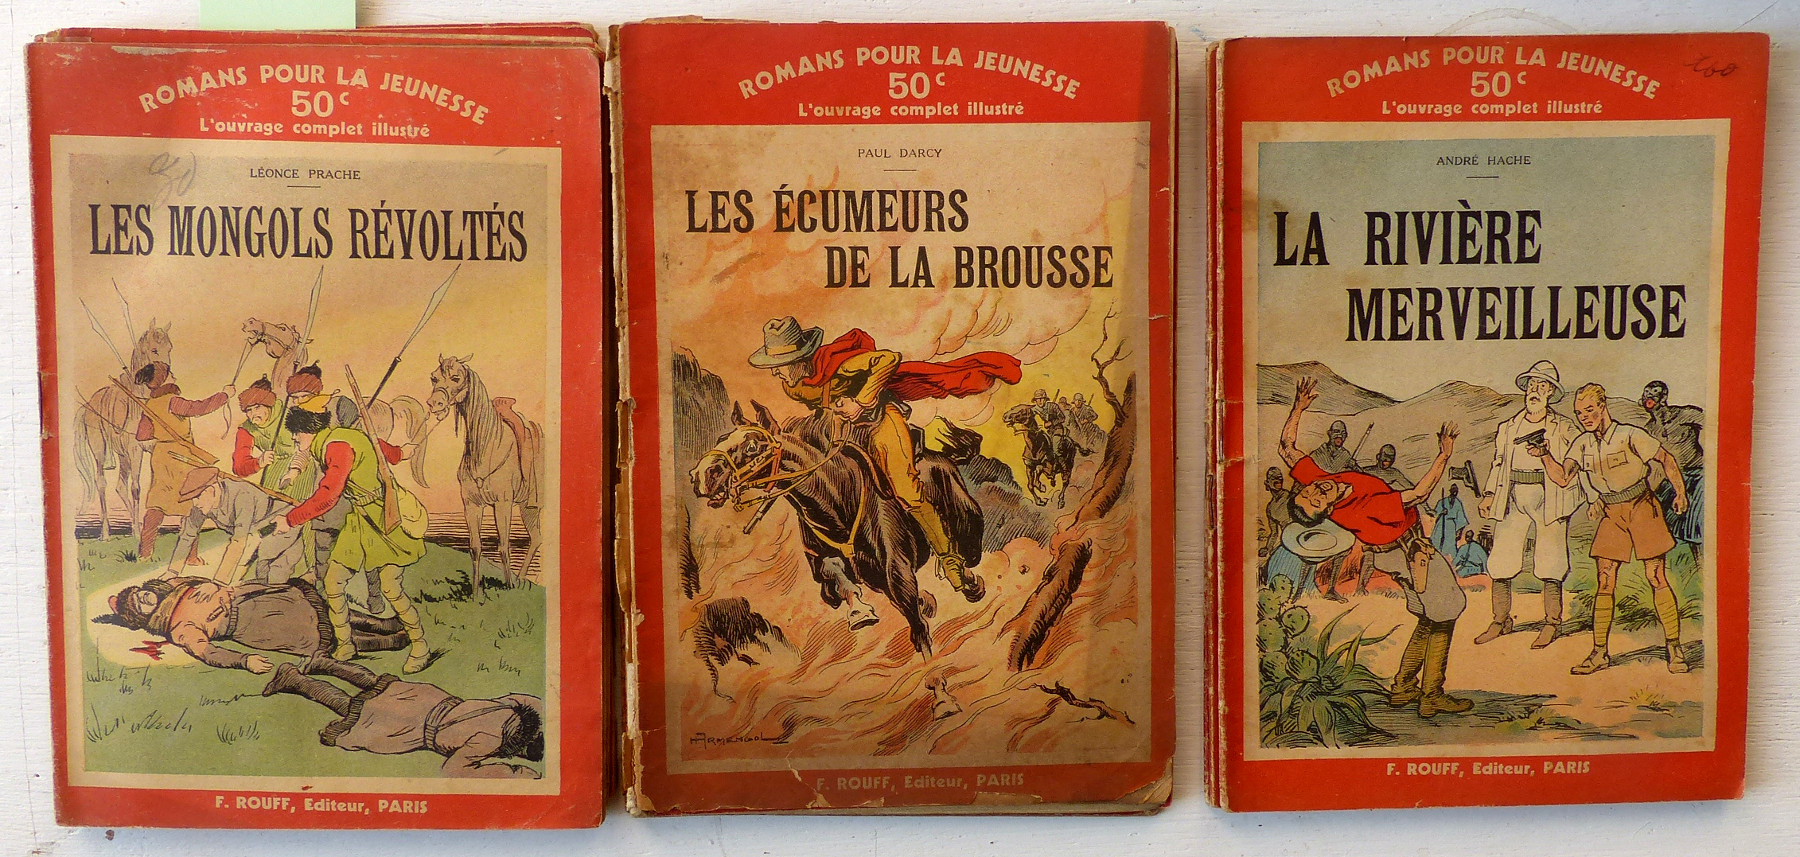 ROMANS POUR LA JEUNESSE
50c
L'ouvrage complet illustré
LÉONCE PRACHE
LES MONGOLS RÉVOLTÉS
F. ROUFF, Editeur, PARIS
ROMANS POUR LA JEUNESSE
50c
L'ouvrage complet illustré
PAUL DARCY
LES ÉCUMEURS
DE LA BROUSSE
HARMENGOL
F. ROUFF, Editeur, PARIS
ROMANS POUR LA JEUNESSE
50c
L'ouvrage complet illustré
ANDRÉ HACHE
LA RIVIÈRE
MERVEILLEUSE
F. ROUFF, Editeur, PARIS